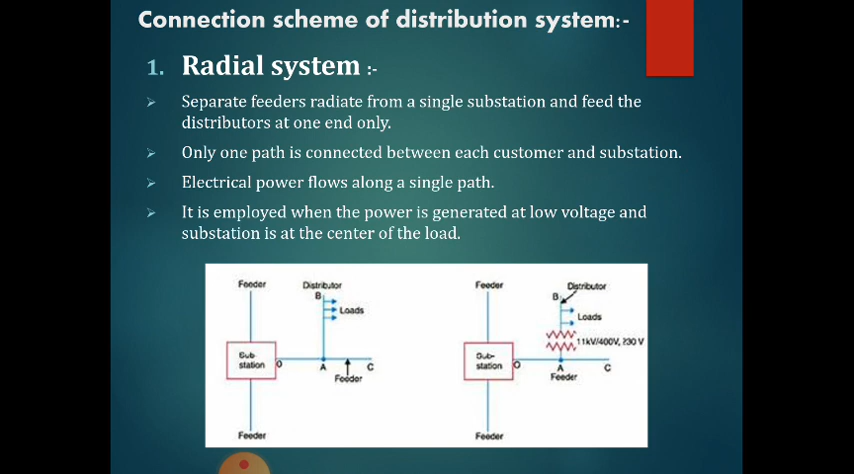 Connection scheme of distribution system:-
1. Radial system :-
Separate feeders radiate from a single substation and feed the
distributors at one end only.
Only one path is connected between each customer and substation.
Electrical power flows along a single path.
It is employed when the power is generated at low voltage and
substation is at the center of the load.
Feeder
Distributor
B
Loads
Sub
station
O
A
C
Feeder
Feeder
Feeder
Distributor
B
Loads
11kV/400V, 230 V
Sub-
station
O
A
C
Feeder
Feeder